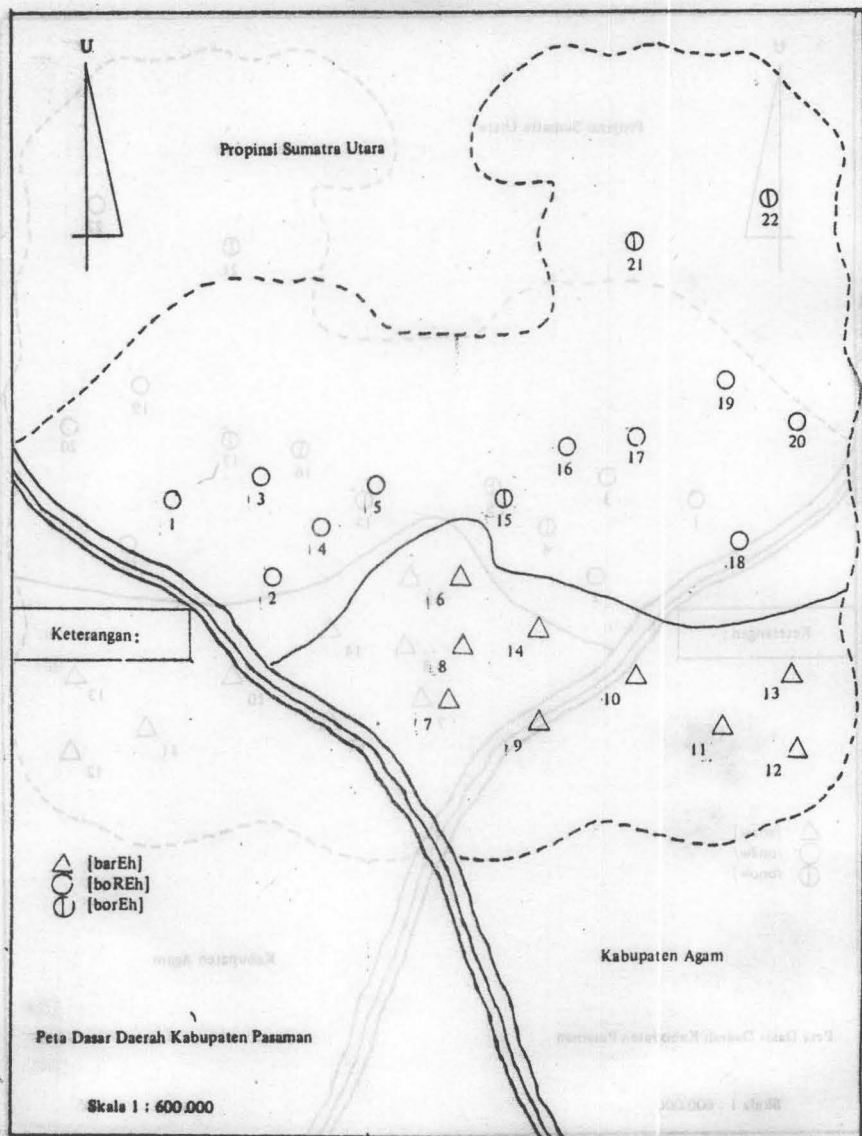 U
Propinsi Sumatra Utara
22
21
19
20
17
16
3
5
1
15
4
18
2
6
Keterangan :
14
8
10
13
7
9
11
12
[barEh]
[boREh]
[borEh]
Kabupaten Agam
Peta Dasar Daerah Kabupaten Pasaman
Skala 1 : 600.000